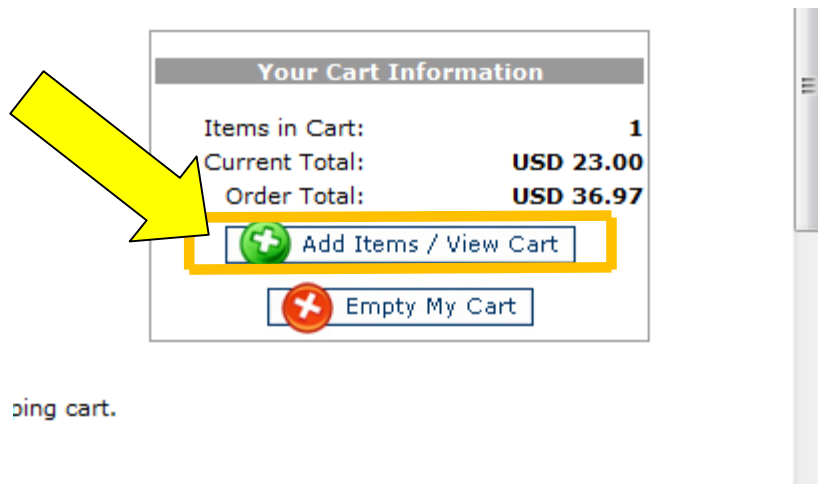 Your Cart Information
Items in Cart: 1
Current Total: USD 23.00
Order Total: USD 36.97
Add Items / View Cart
Empty My Cart
ping cart.